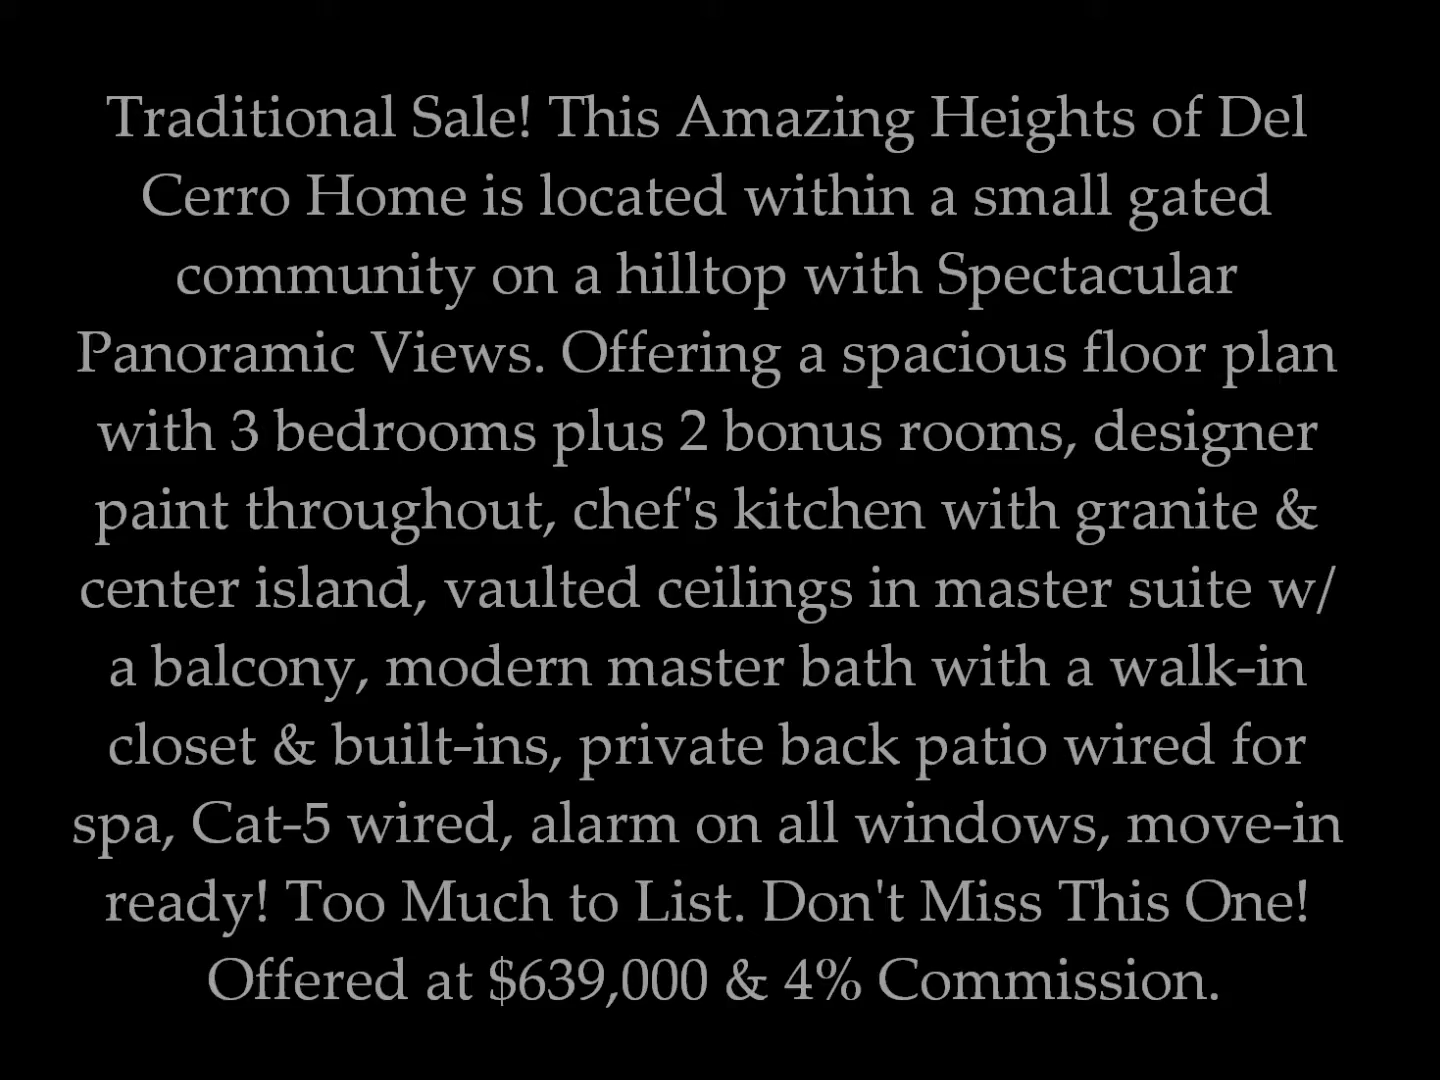 Traditional Sale! This Amazing Heights of Del
Cerro Home is located within a small gated
community on a hilltop with Spectacular
Panoramic Views. Offering a spacious floor plan
with 3 bedrooms plus 2 bonus rooms, designer
paint throughout, chef's kitchen with granite &
center island, vaulted ceilings in master suite w/
a balcony, modern master bath with a walk-in
closet & built-ins, private back patio wired for
spa, Cat-5 wired, alarm on all windows, move-in
ready! Too Much to List. Don't Miss This One!
Offered at $639,000 & 4% Commission.